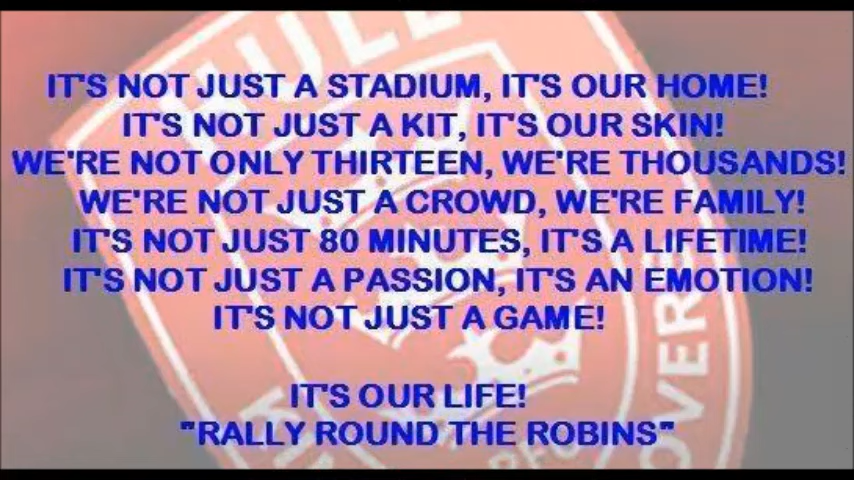 IT'S NOT JUST A STADIUM, IT'S OUR HOME!
IT'S NOT JUST A KIT, IT'S OUR SKIN!
WE'RE NOT ONLY THIRTEEN, WE'RE THOUSANDS!
WE'RE NOT JUST A CROWD, WE'RE FAMILY!
IT'S NOT JUST 80 MINUTES, IT'S A LIFETIME!
IT'S NOT JUST A PASSION, IT'S AN EMOTION!
IT'S NOT JUST A GAME!
IT'S OUR LIFE!
"RALLY ROUND THE ROBINS"
HULL
ROVERS